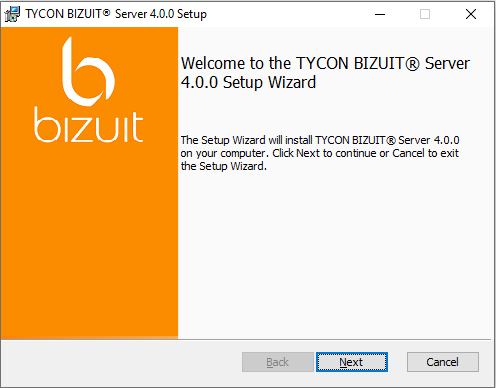 TYCON BIZUIT® Server 4.0.0 Setup
bizuit
Welcome to the TYCON BIZUIT® Server
4.0.0 Setup Wizard
The Setup Wizard will install TYCON BIZUIT® Server 4.0.0
on your computer. Click Next to continue or Cancel to exit
the Setup Wizard.
Back Next Cancel